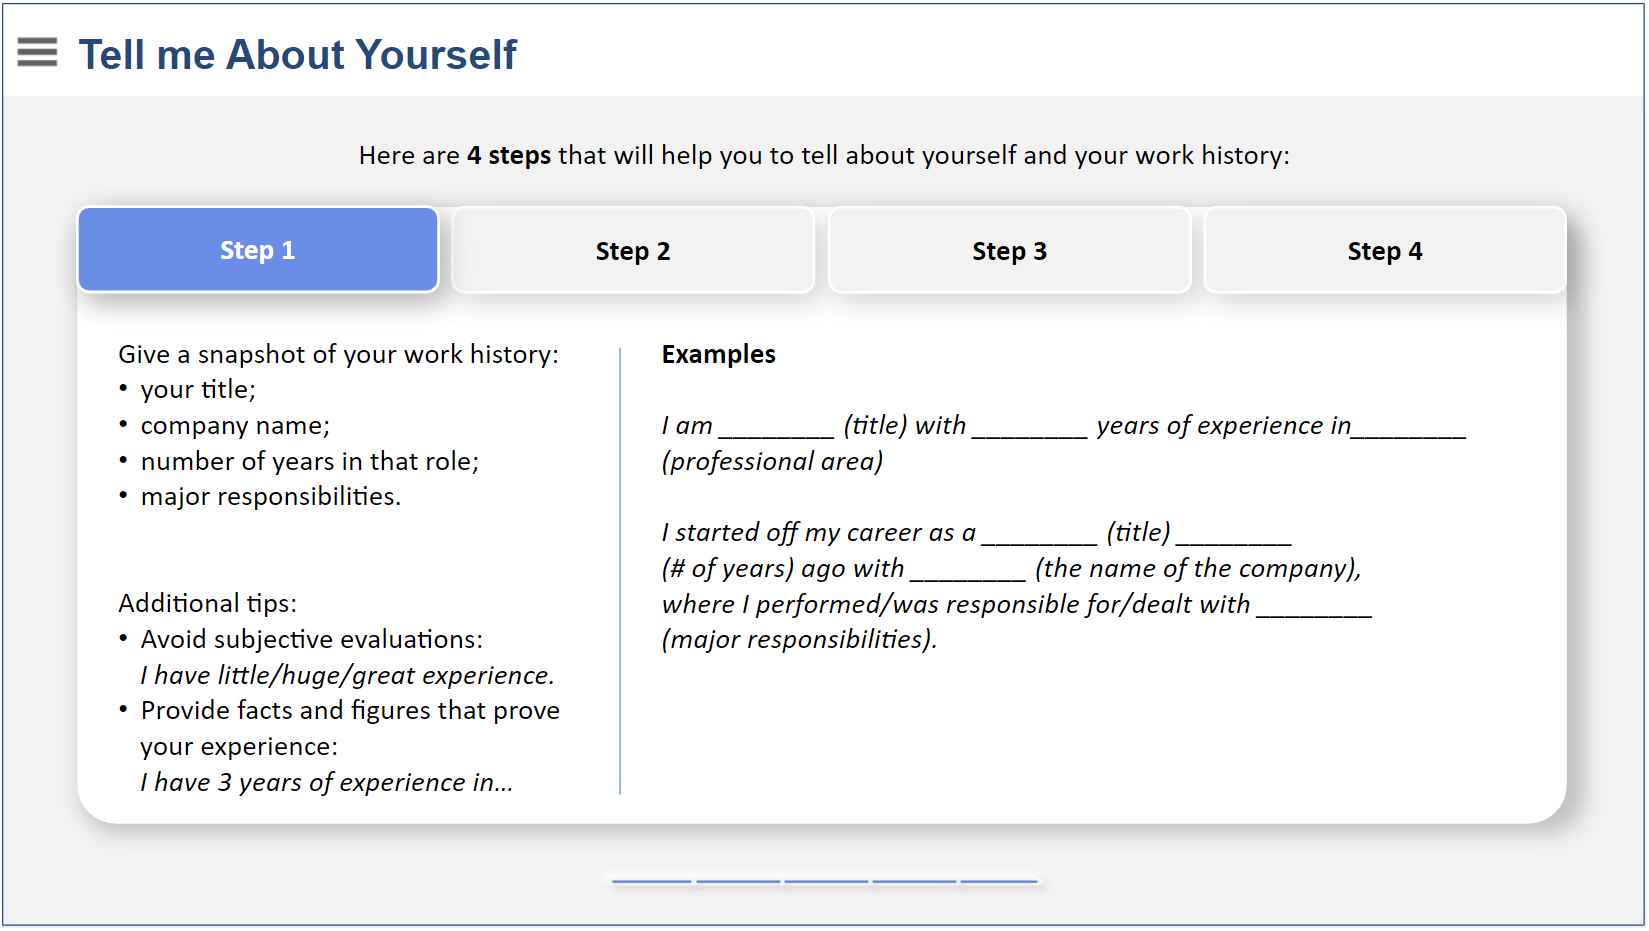 Tell me About Yourself
Here are 4 steps that will help you to tell about yourself and your work history:
Step 1
Step 2
Step 3
Step 4
Give a snapshot of your work history:
• your title;
• company name;
• number of years in that role;
• major responsibilities.
Additional tips:
• Avoid subjective evaluations:
I have little/huge/great experience.
• Provide facts and figures that prove
your experience:
I have 3 years of experience in...
Examples
I am ________ (title) with ________ years of experience in________
(professional area)
I started off my career as a ________ (title) ________
(# of years) ago with ________ (the name of the company),
where I performed/was responsible for/dealt with ________
(major responsibilities).